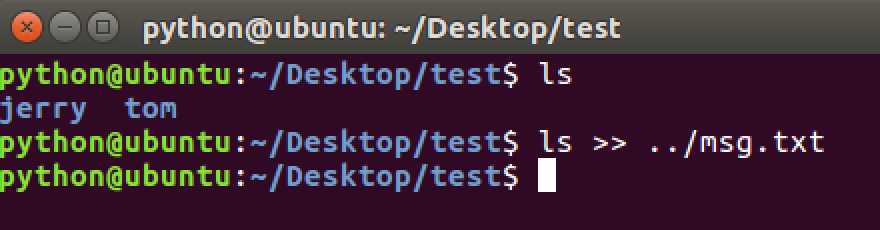 python@ubuntu: ~/Desktop/test
python@ubuntu:~/Desktop/test$ ls
jerry  tom
python@ubuntu:~/Desktop/test$ ls >> ../msg.txt
python@ubuntu:~/Desktop/test$